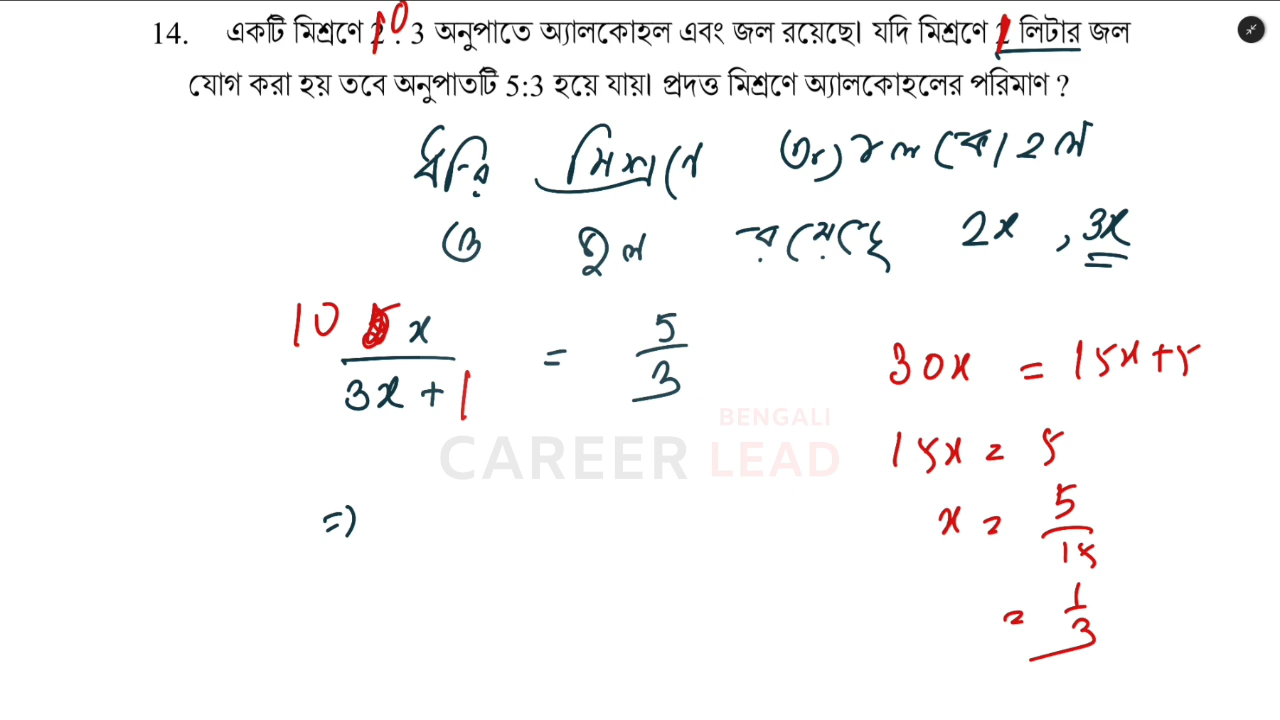 14. একটি মিশ্রণে 10 : 3 অনুপাতে অ্যালকোহল এবং জল রয়েছে। যদি মিশ্রণে 1 লিটার জল
যোগ করা হয় তবে অনুপাতটি 5:3 হয়ে যায়। প্রদত্ত মিশ্রণে অ্যালকোহলের পরিমাণ ?
ধরি মিশ্রণে অ্যালকোহল
ও জল রয়েছে 2x , 3x
10 x / 3x + 1 = 5 / 3
30x = 15x + 5
15x = 5
x = 5 / 15
= 1 / 3
=>
BENGALI
CAREER LEAD